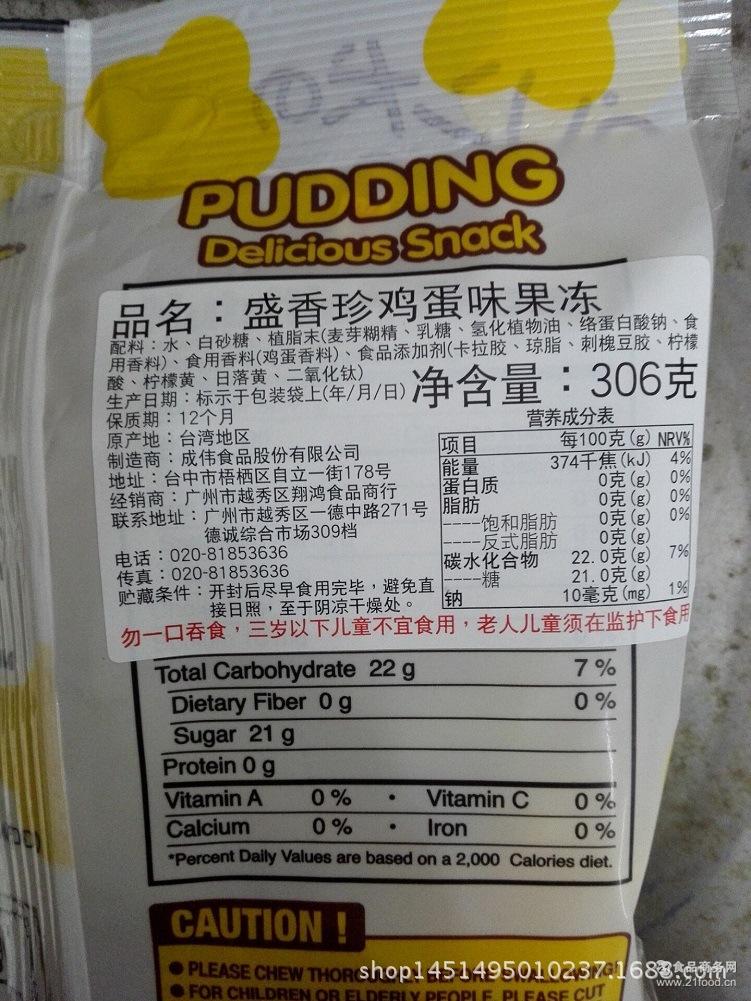 PUDDING
Delicious Snack
品名：盛香珍鸡蛋味果冻
配料：水、白砂糖、植脂末(麦芽糊精、乳糖、氢化植物油、络蛋白酸钠、食
用香料)、食用香料(鸡蛋香料)、食品添加剂(卡拉胶、琼脂、刺槐豆胶、柠檬
酸、柠檬黄、日落黄、二氧化钛)
生产日期：标示于包装袋上(年/月/日)
净含量：306克
保质期：12个月
原产地：台湾地区
制造商：成伟食品股份有限公司
地址：台中市梧栖区自立一街178号
经销商：广州市越秀区翔鸿食品商行
联系地址：广州市越秀区一德中路271号
德诚综合市场309档
电话：020-81853636
传真：020-81853636
贮藏条件：开封后尽早食用完毕，避免直
接日照，至于阴凉干燥处。
营养成分表
项目 每100克(g) NRV%
能量 374千焦(kJ) 4%
蛋白质 0克(g) 0%
脂肪 0克(g) 0%
----饱和脂肪 0克(g) 0%
----反式脂肪 0克(g)
碳水化合物 22.0克(g) 7%
----糖 21.0克(g)
钠 10毫克(mg) 1%
勿一口吞食，三岁以下儿童不宜食用，老人儿童须在监护下食用
Total Carbohydrate 22 g 7 %
Dietary Fiber 0 g 0 %
Sugar 21 g
Protein 0 g
Vitamin A 0 % • Vitamin C 0 %
Calcium 0 % • Iron 0 %
*Percent Daily Values are based on a 2,000 Calories diet.
CAUTION !
● PLEASE CHEW THOROUGHLY BEFORE SWALLOWING!
shop1451495010237.1688.com
食品商务网
www.21food.cn
● FOR CHILDREN OR ELDERLY PEOPLE, PLEASE CUT